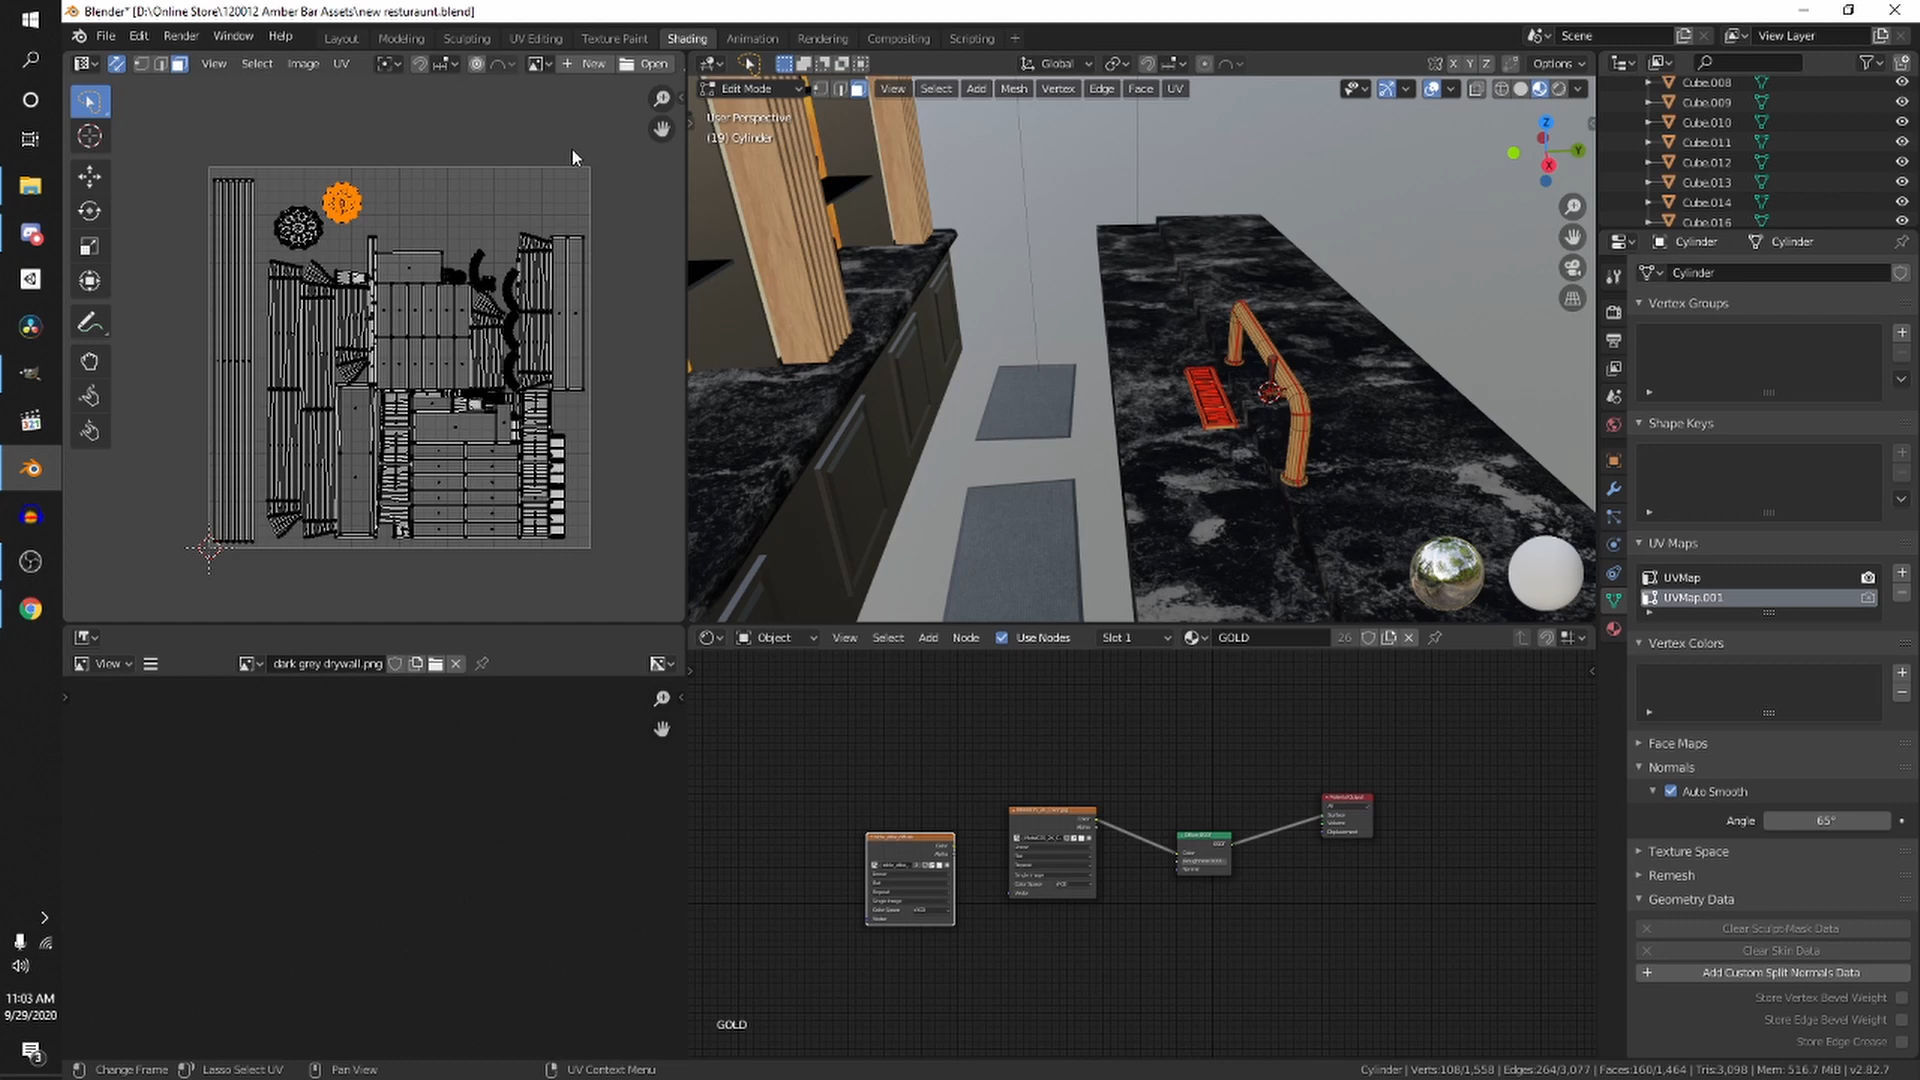 Blender* [D:\Online Store\120012 Amber Bar Assets\new resturaunt.blend]
File Edit Render Window Help Layout Modeling Sculpting UV Editing Texture Paint Shading Animation Rendering Compositing Scripting + Scene View Layer
View Select Image UV + New Open Global X Y Z Options
Edit Mode View Select Add Mesh Vertex Edge Face UV
User Perspective
(19) Cylinder
Z
Y
X
Cube.008
Cube.009
Cube.010
Cube.011
Cube.012
Cube.013
Cube.014
Cube.016
Cylinder Cylinder
Cylinder
Vertex Groups
Shape Keys
UV Maps
UVMap
UVMap.001
Vertex Colors
Face Maps
Normals
Auto Smooth
Angle 65°
Texture Space
Remesh
Geometry Data
Clear Sculpt-Mask Data
Clear Skin Data
Add Custom Split Normals Data
Store Vertex Bevel Weight
Store Edge Bevel Weight
Store Edge Crease
Object View Select Add Node Use Nodes Slot 1 GOLD 26
View dark grey drywall.png
GOLD
11:03 AM
9/29/2020
3
Change Frame Lasso Select UV Pan View UV Context Menu
Cylinder | Verts:108/1,558 | Edges:264/3,077 | Faces:160/1,464 | Tris:3,098 | Mem: 516.7 MiB | v2.82.7